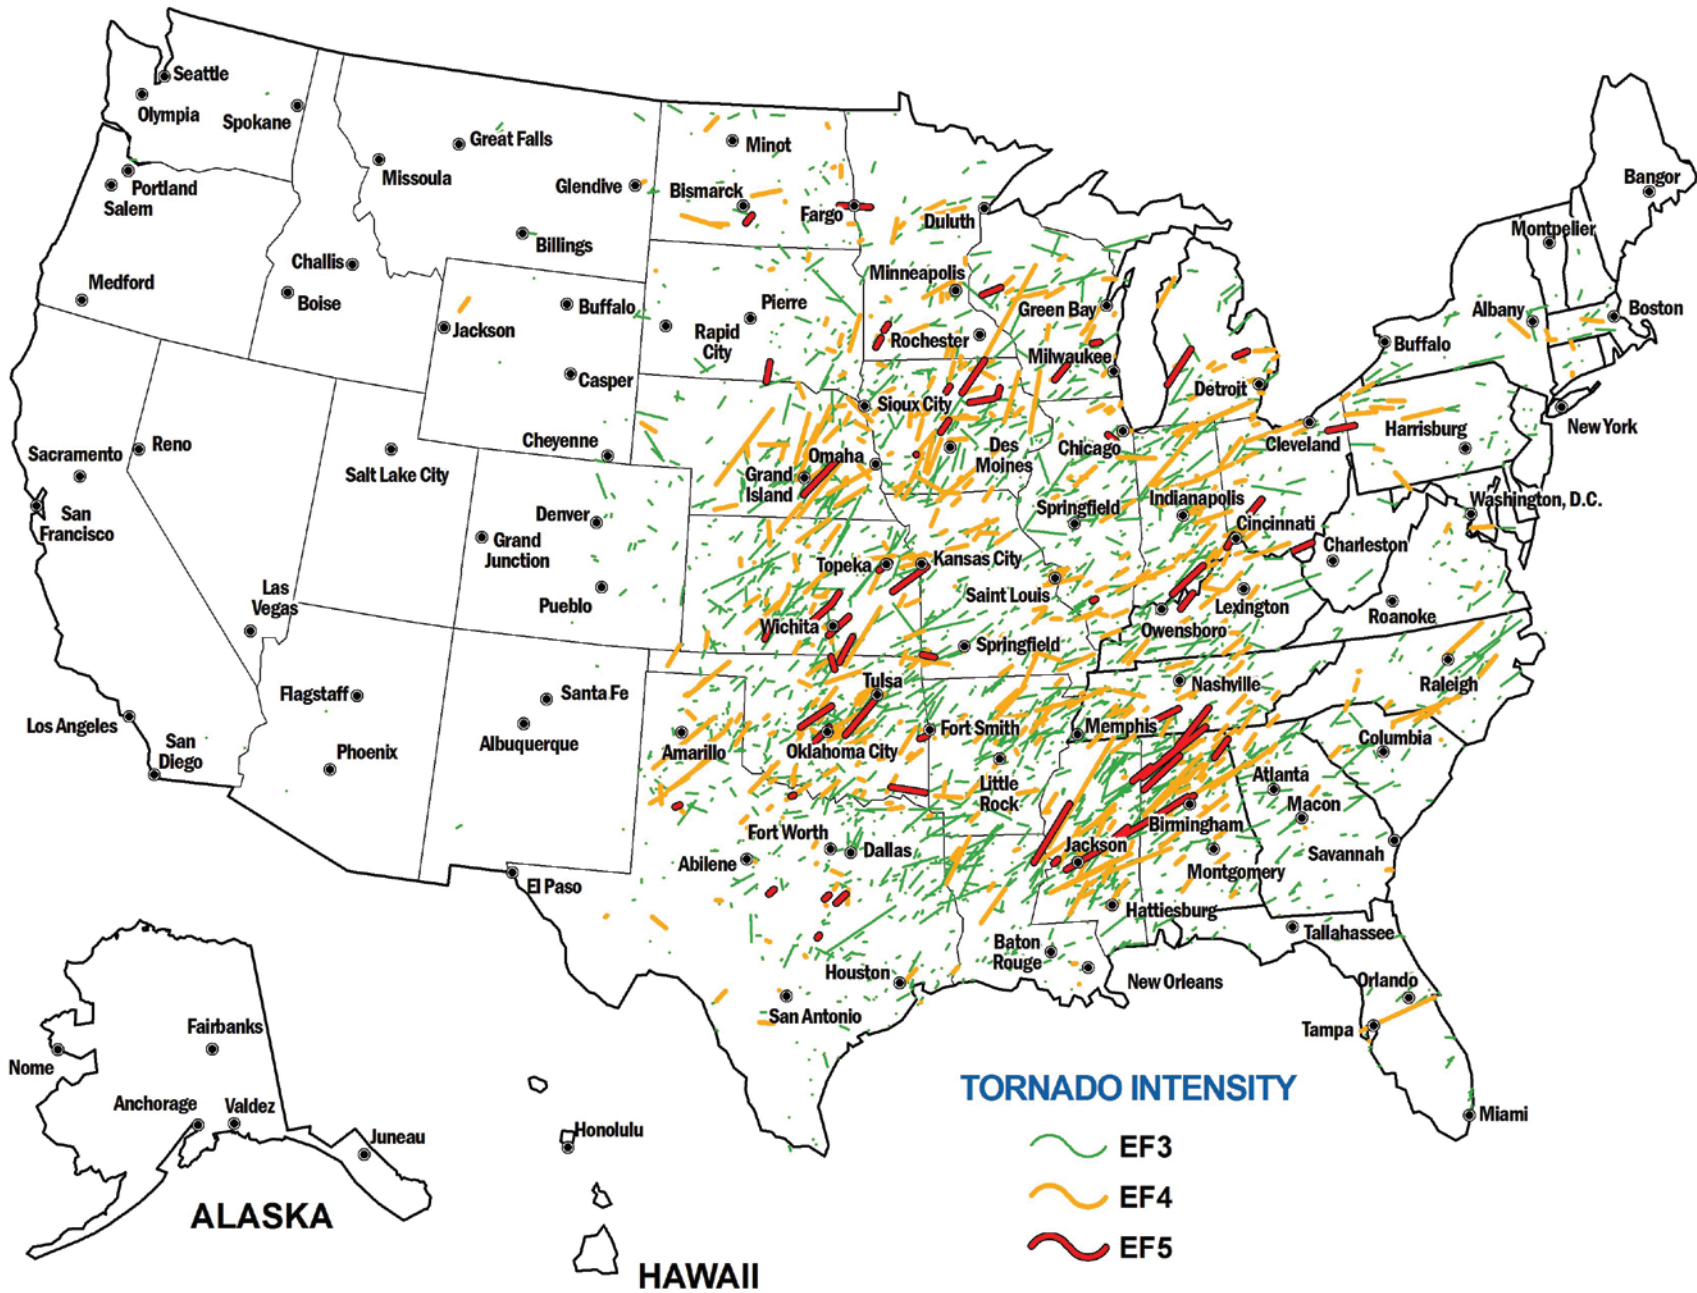 Seattle
Olympia
Spokane
Portland
Salem
Medford
Great Falls
Missoula
Glendive
Billings
Challis
Boise
Minot
Bismarck
Fargo
Duluth
Minneapolis
Buffalo
Jackson
Casper
Cheyenne
Pierre
Rapid
City
Rochester
Green Bay
Milwaukee
Detroit
Bangor
Montpelier
Albany
Boston
Buffalo
New York
Harrisburg
Cleveland
Sacramento
Reno
San
Francisco
Salt Lake City
Las
Vegas
Los Angeles
San
Diego
Denver
Grand
Junction
Pueblo
Grand
Island
Omaha
Sioux City
Des
Moines
Chicago
Springfield
Indianapolis
Cincinnati
Washington, D.C.
Charleston
Roanoke
Lexington
Owensboro
Topeka
Kansas City
Saint Louis
Wichita
Springfield
Flagstaff
Phoenix
Santa Fe
Albuquerque
Amarillo
Tulsa
Oklahoma City
Fort Smith
Little
Rock
Memphis
Nashville
Raleigh
Columbia
Atlanta
Macon
Savannah
Birmingham
Montgomery
Jackson
Hattiesburg
Fort Worth
Dallas
Abilene
El Paso
Houston
San Antonio
Baton
Rouge
New Orleans
Tallahassee
Orlando
Tampa
Miami
Fairbanks
Nome
Anchorage
Valdez
Juneau
ALASKA
Honolulu
HAWAII
TORNADO INTENSITY
EF3
EF4
EF5